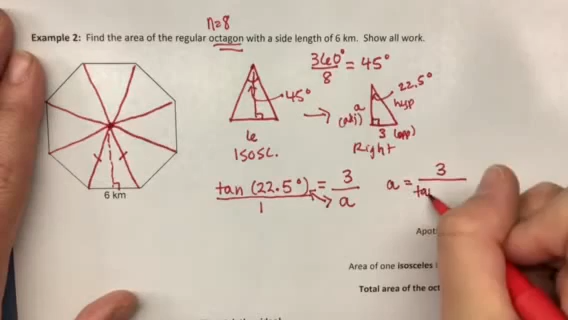 n=8
Example 2: Find the area of the regular octagon with a side length of 6 km. Show all work.
360°/8 = 45°
45°
6
ISOSC.
22.5°
a
(adj)
hyp
3 (opp)
Right
6 km
tan (22.5°)/1 = 3/a
a = 3/ta
Apot
Area of one isosceles
Total area of the oct